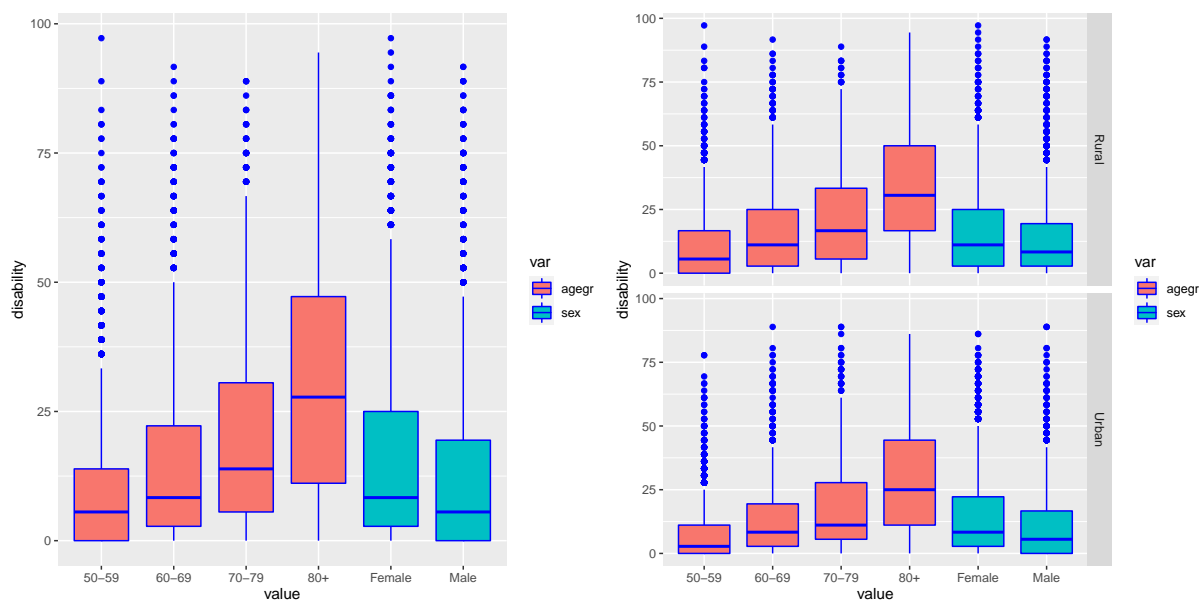 100
75
50
25
0
disability
50–59 60–69 70–79 80+ Female Male
value
var
agegr
sex
100
75
50
25
0
Rural
100
75
50
25
0
Urban
disability
50–59 60–69 70–79 80+ Female Male
value
var
agegr
sex